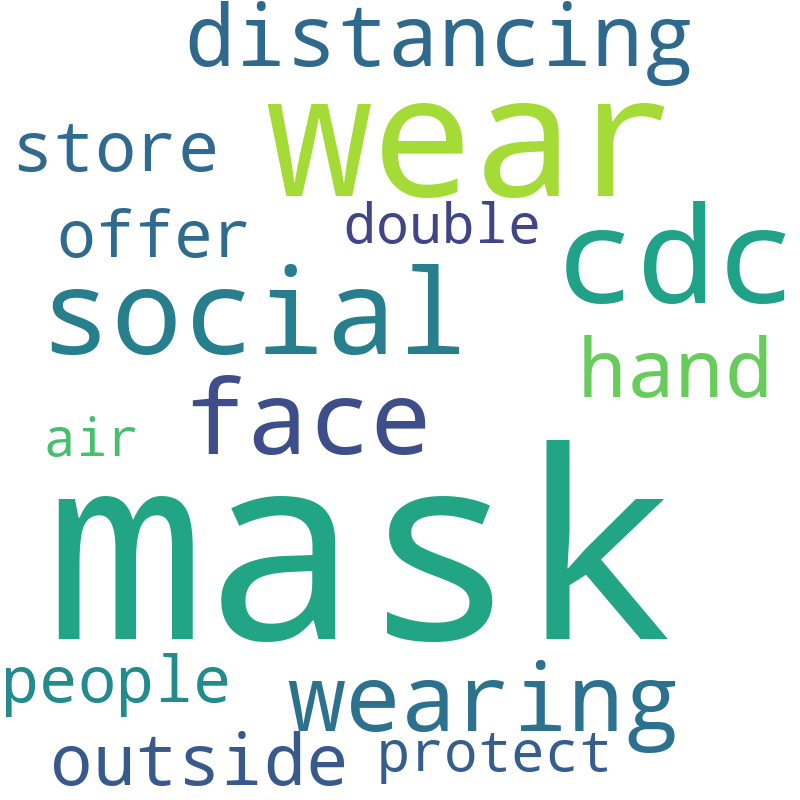 distancing
wear
store
offer
double
cdc
social
hand
face
air
mask
people
wearing
outside
protect